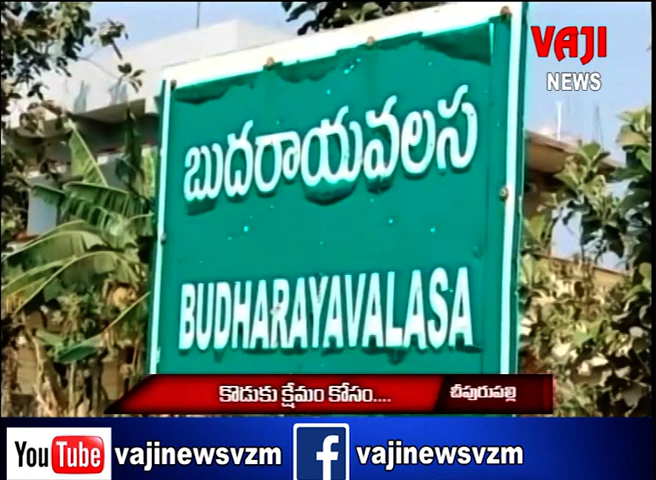 VAJI
NEWS
బుదరాయవలస
BUDHARAYAVALASA
కొడుకు క్షేమం కోసం....
చీపురుపల్లి
YouTube vajinewsvzm f vajinewsvzm